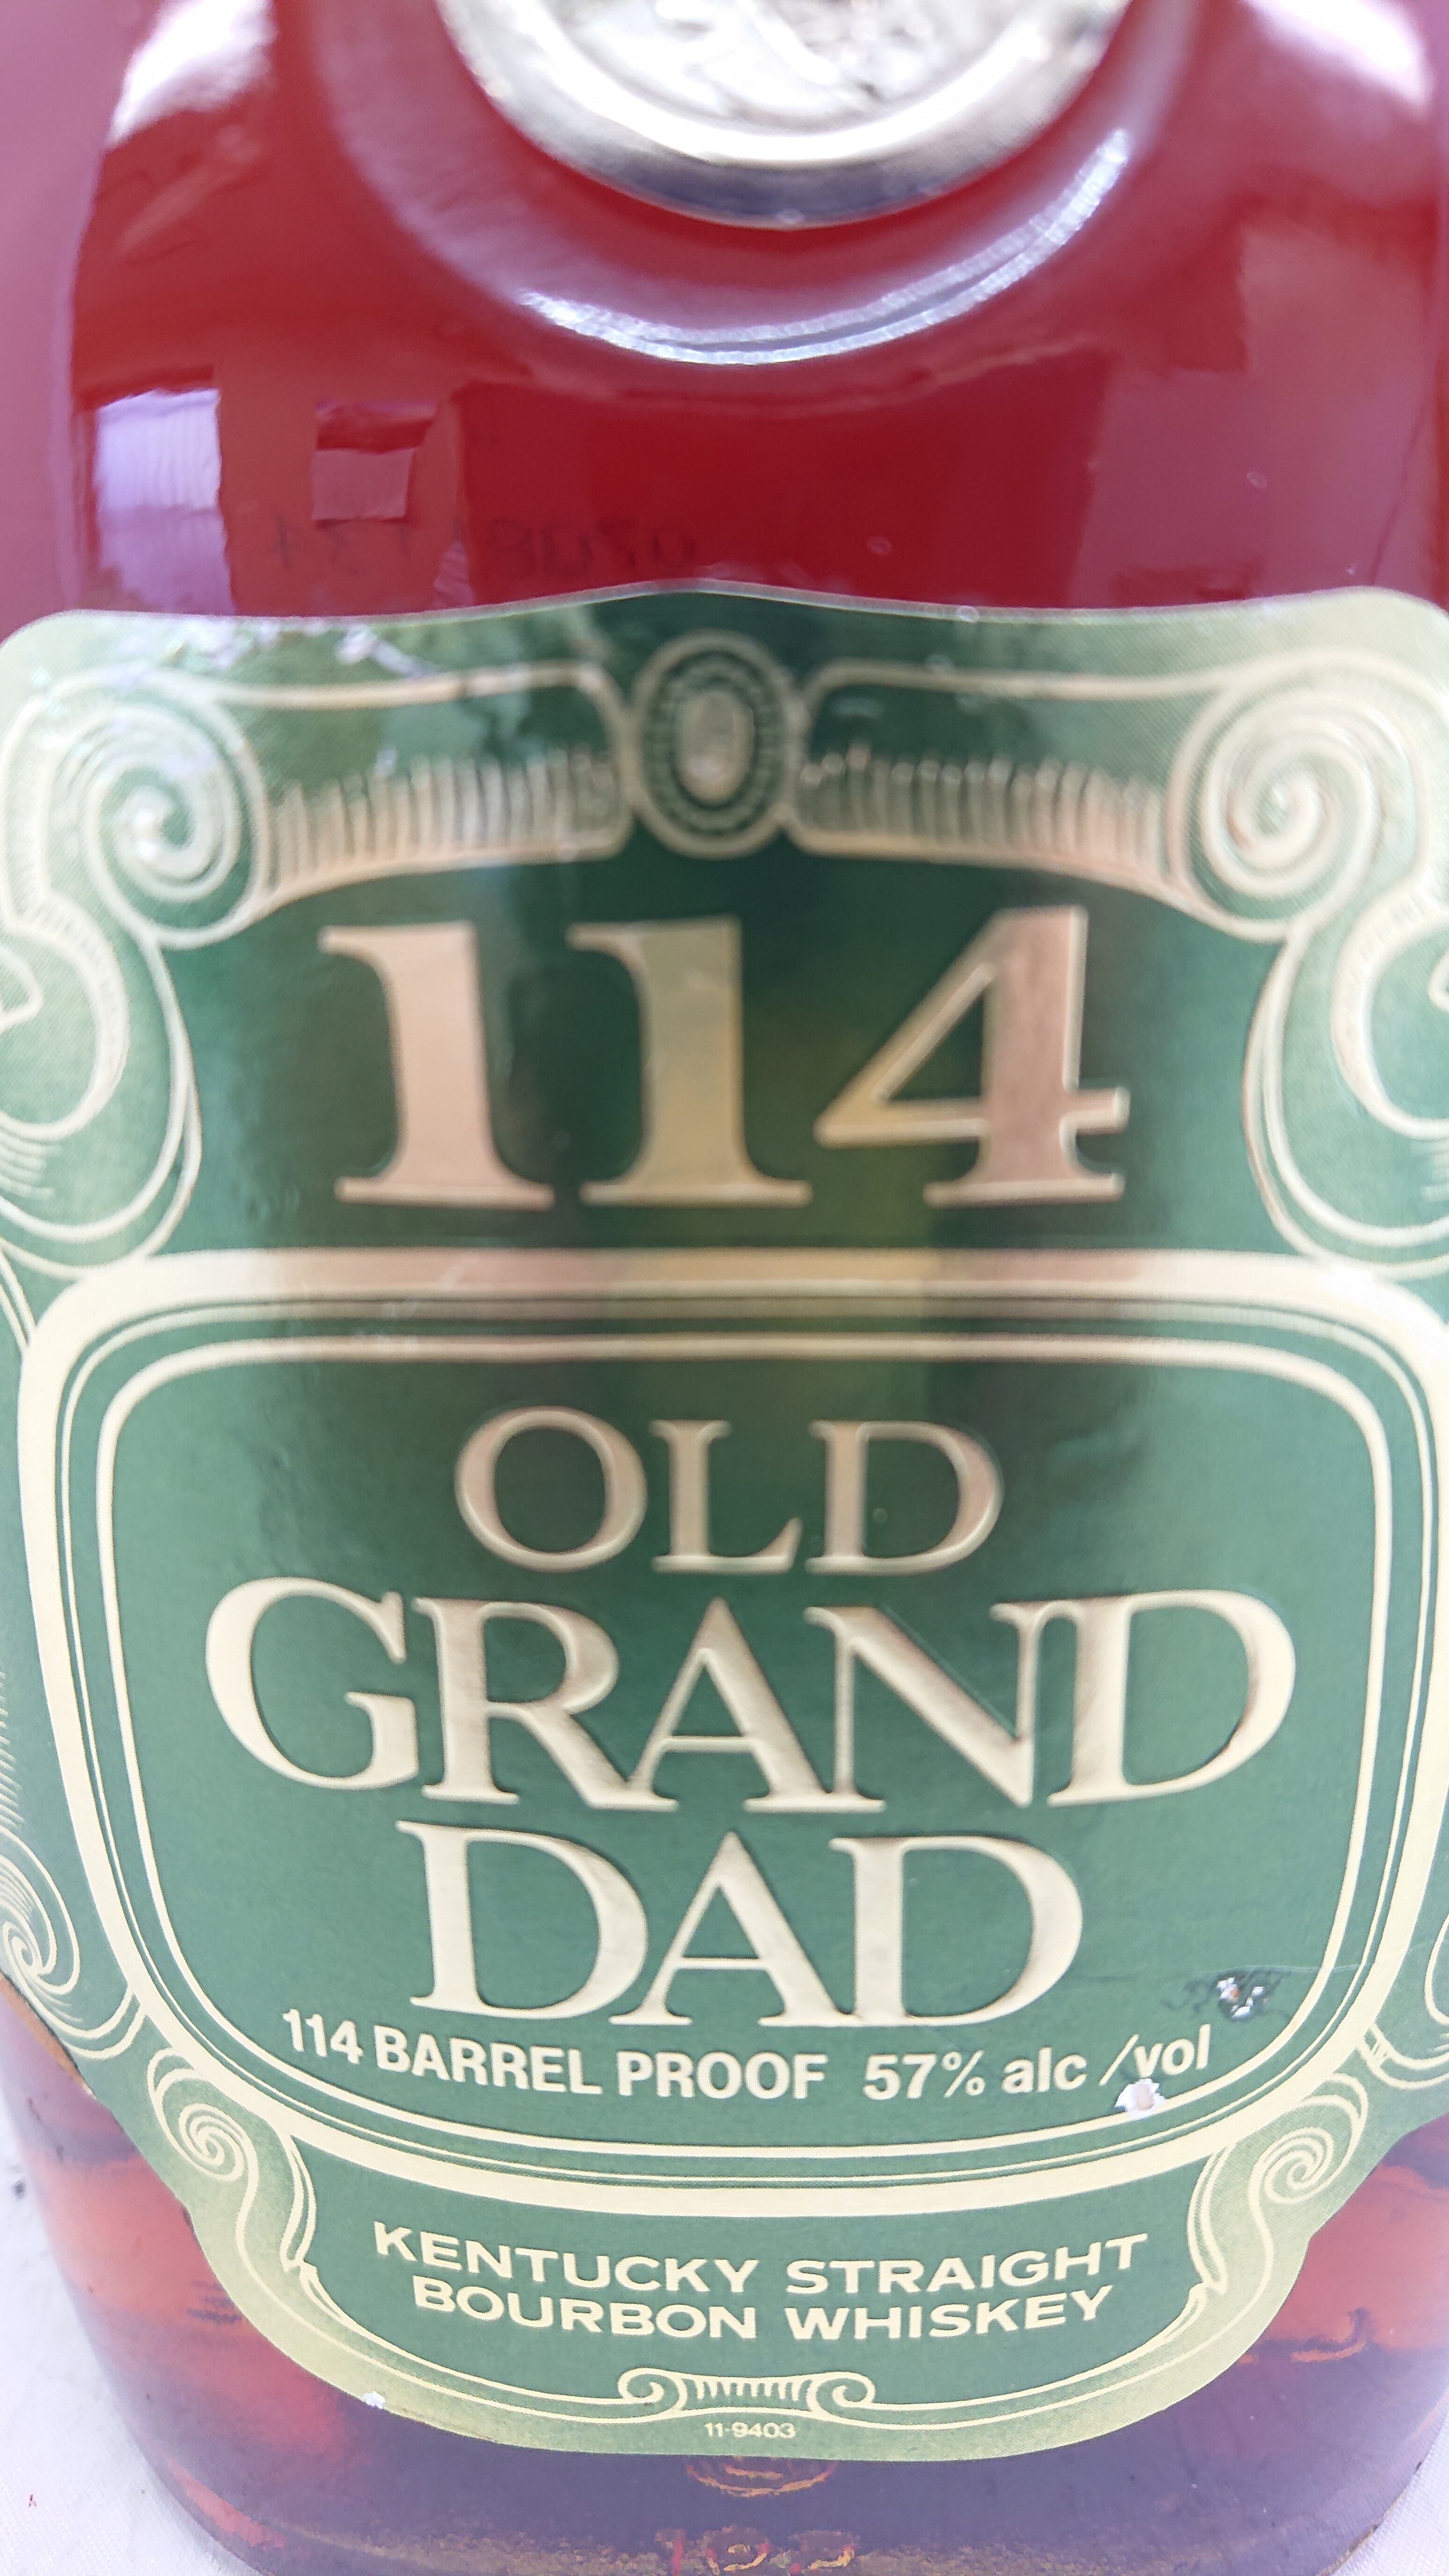 114
OLD
GRAND
DAD
114 BARREL PROOF 57% alc /vol
KENTUCKY STRAIGHT
BOURBON WHISKEY
11-9403